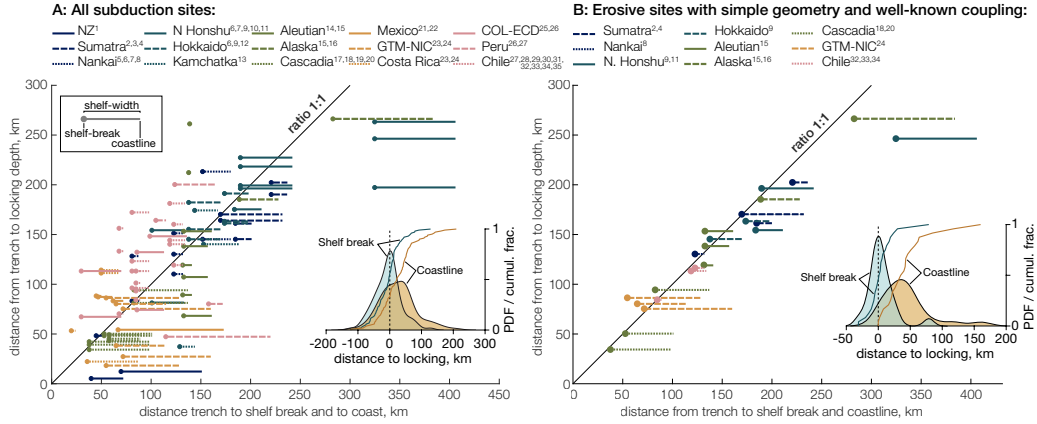 A: All subduction sites:
NZ1
N Honshu6,7,9,10,11
Aleutian14,15
Mexico21,22
COL-ECD25,26
Sumatra2,3,4
Hokkaido6,9,12
Alaska15,16
GTM-NIC23,24
Peru26,27
Nankai5,6,7,8
Kamchatka13
Cascadia17,18,19,20
Costa Rica23,24
Chile27,28,29,30,31,
32,33,34,35
distance from trench to locking depth, km
300
250
200
150
100
50
0
shelf-width
shelf-break
coastline
ratio 1:1
Shelf break
Coastline
1
0
PDF / cumul. frac.
-200 -100 0 100 200 300
distance to locking, km
0 50 100 150 200 250 300 350 400 450
distance trench to shelf break and to coast, km
B: Erosive sites with simple geometry and well-known coupling:
Sumatra2,4
Hokkaido9
Cascadia18,20
Nankai8
Aleutian15
GTM-NIC24
N. Honshu9,11
Alaska15,16
Chile32,33,34
distance from trench to locking depth, km
300
250
200
150
100
50
0
ratio 1:1
Shelf break
Coastline
1
0
PDF / cumul. frac.
-50 0 50 100 150 200
distance to locking, km
0 50 100 150 200 250 300 350 400
distance from trench to shelf break and coastline, km